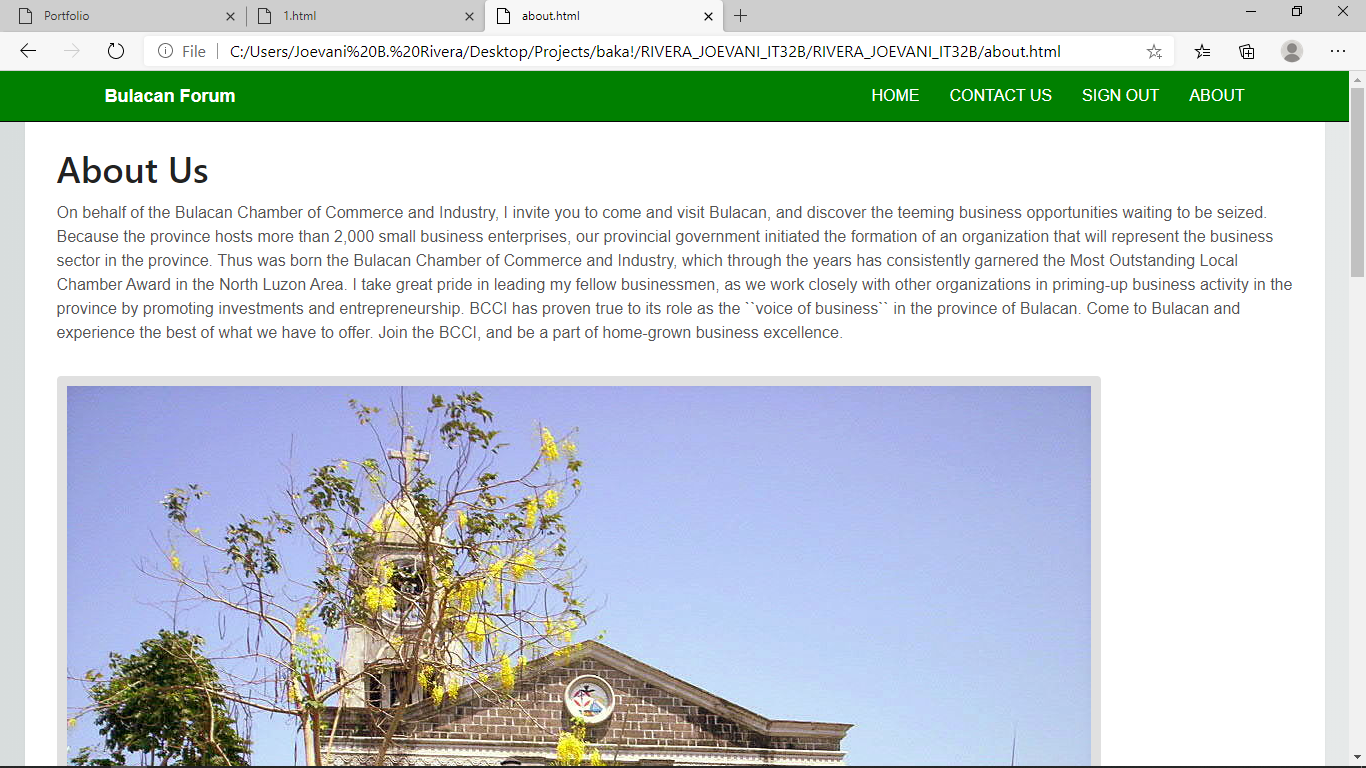 Portfolio
1.html
about.html
File
C:/Users/Joevani%20B.%20Rivera/Desktop/Projects/baka!/RIVERA_JOEVANI_IT32B/RIVERA_JOEVANI_IT32B/about.html
Bulacan Forum
HOME
CONTACT US
SIGN OUT
ABOUT
About Us
On behalf of the Bulacan Chamber of Commerce and Industry, I invite you to come and visit Bulacan, and discover the teeming business opportunities waiting to be seized.
Because the province hosts more than 2,000 small business enterprises, our provincial government initiated the formation of an organization that will represent the business
sector in the province. Thus was born the Bulacan Chamber of Commerce and Industry, which through the years has consistently garnered the Most Outstanding Local
Chamber Award in the North Luzon Area. I take great pride in leading my fellow businessmen, as we work closely with other organizations in priming-up business activity in the
province by promoting investments and entrepreneurship. BCCI has proven true to its role as the ``voice of business`` in the province of Bulacan. Come to Bulacan and
experience the best of what we have to offer. Join the BCCI, and be a part of home-grown business excellence.